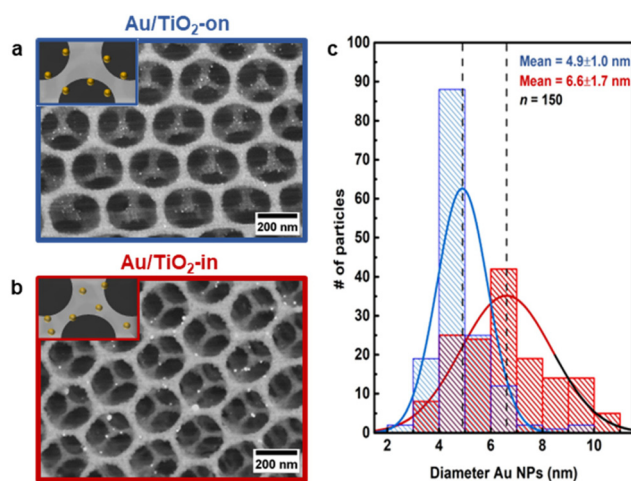 Au/TiO₂-on
a
200 nm
Au/TiO₂-in
b
200 nm
c
Mean = 4.9±1.0 nm
Mean = 6.6±1.7 nm
n = 150
# of particles
100
90
80
70
60
50
40
30
20
10
0
2 4 6 8 10
Diameter Au NPs (nm)